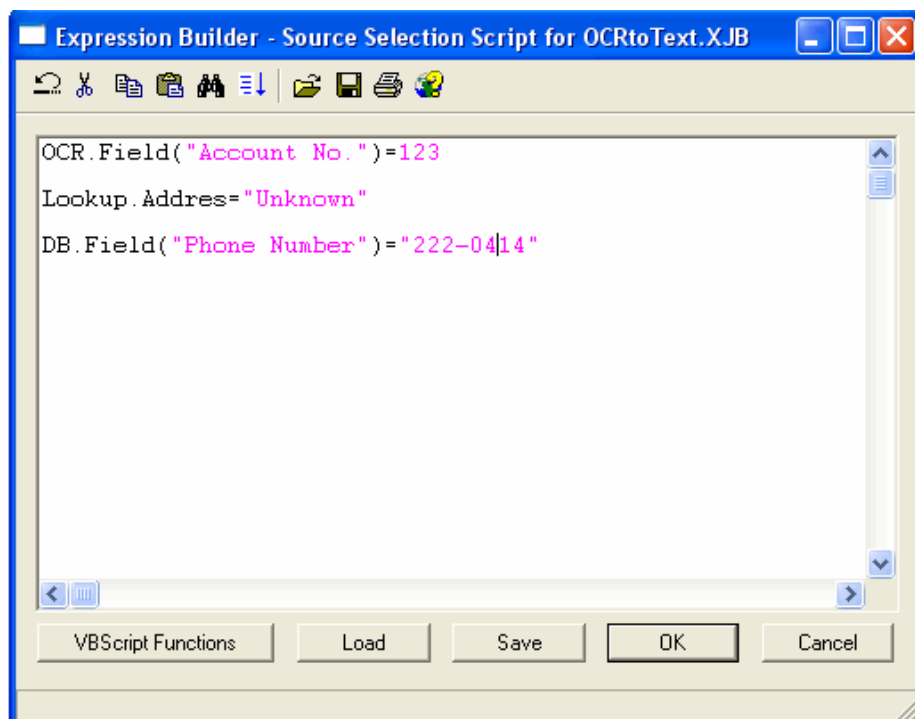 Expression Builder - Source Selection Script for OCRtoText.XJB
OCR.Field("Account No.")=123
Lookup.Addres="Unknown"
DB.Field("Phone Number")="222-0414"
VBScript Functions
Load
Save
OK
Cancel